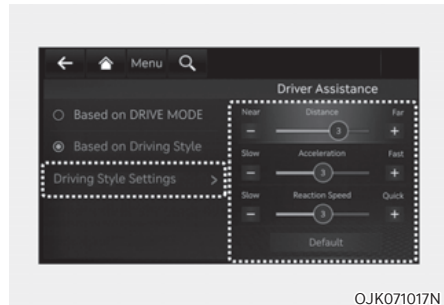 Menu
Driver Assistance
Based on DRIVE MODE
Based on Driving Style
Driving Style Settings >
Near Distance Far
− 3 +
Slow Acceleration Fast
− 3 +
Slow Reaction Speed Quick
− 3 +
Default
OJK071017N